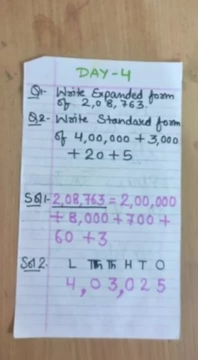 DAY-4
Q1- Write Expanded form
of 2,08,763.
Q2- Write Standard form
of 4,00,000 + 3,000
+ 20 + 5
Sol1- 2,08,763 = 2,00,000
+ 8,000 + 700 +
60 + 3
Sol 2. L TTh Th H T O
4,03,025